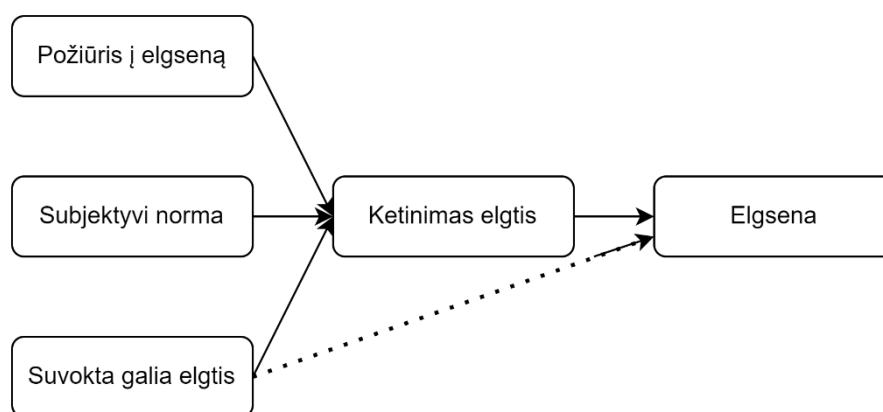 Požiūris į elgseną
Subjektyvi norma
Ketinimas elgtis
Elgsena
Suvokta galia elgtis